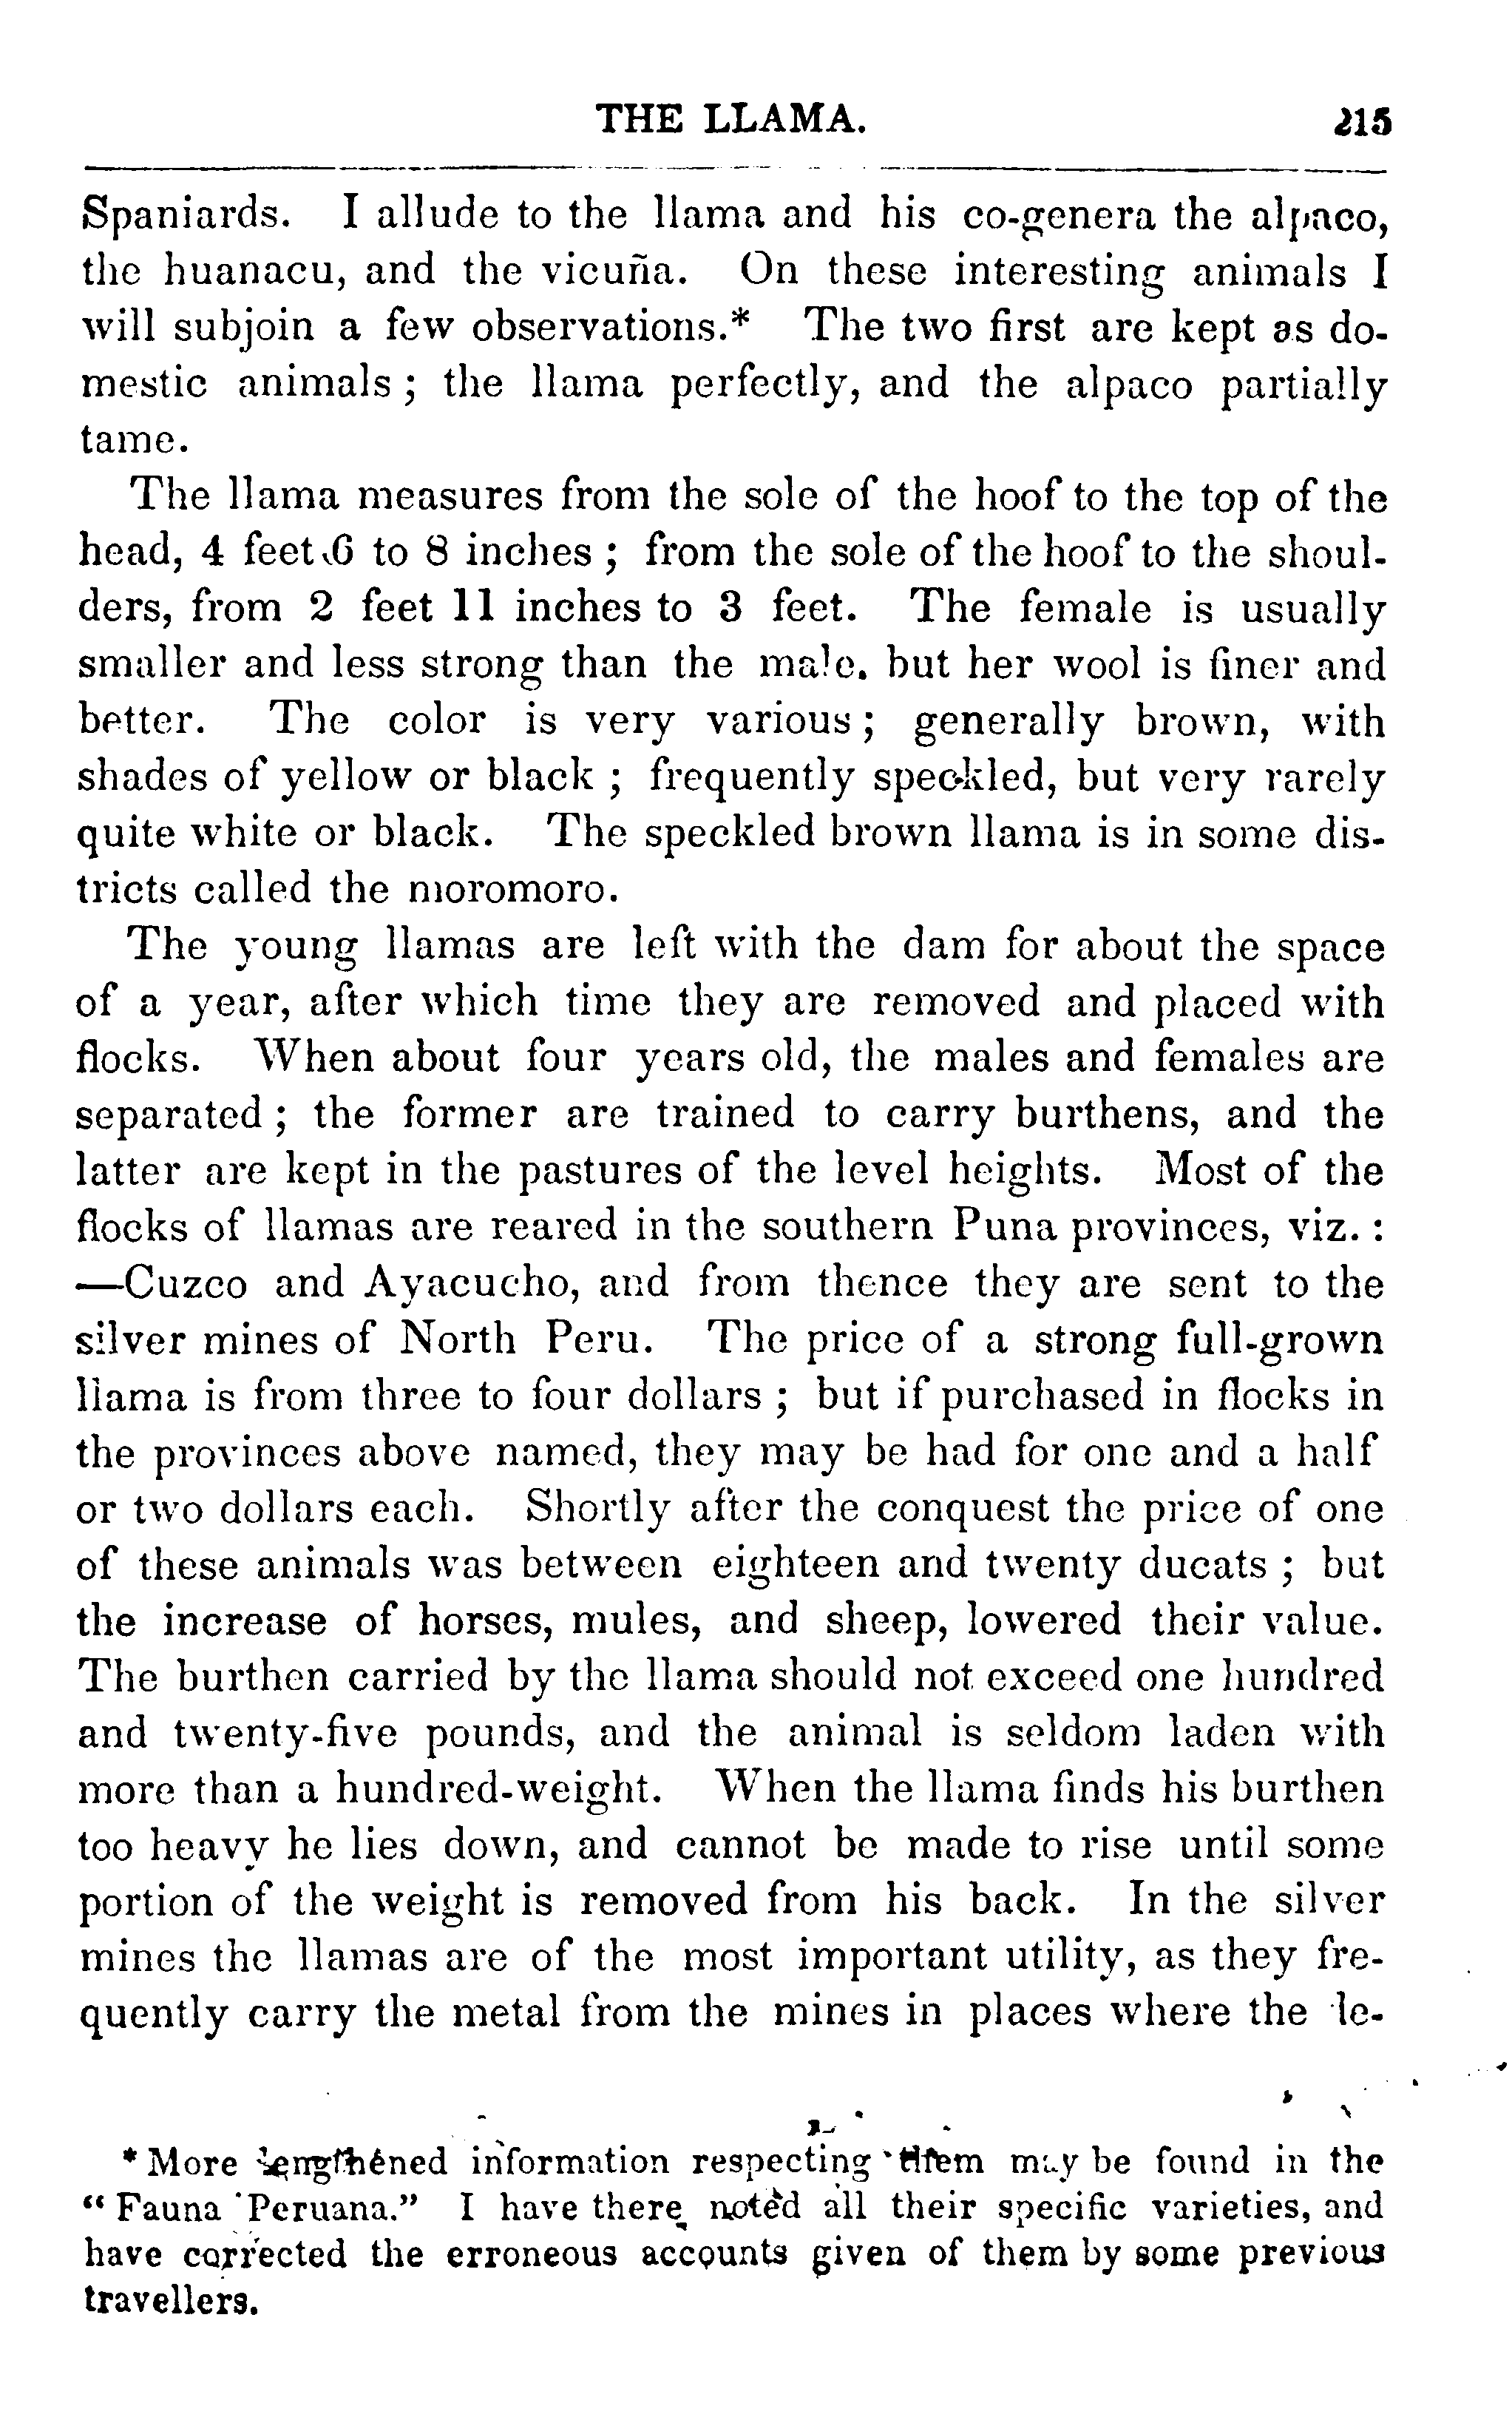 THE LLAMA. 215
Spaniards. I allude to the llama and his co-genera the alpaco,
the huanacu, and the vicuña. On these interesting animals I
will subjoin a few observations.* The two first are kept as do-
mestic animals ; the llama perfectly, and the alpaco partially
tame.
The llama measures from the sole of the hoof to the top of the
head, 4 feet 6 to 8 inches ; from the sole of the hoof to the shoul-
ders, from 2 feet 11 inches to 3 feet. The female is usually
smaller and less strong than the male, but her wool is finer and
better. The color is very various ; generally brown, with
shades of yellow or black ; frequently speckled, but very rarely
quite white or black. The speckled brown llama is in some dis-
tricts called the moromoro.
The young llamas are left with the dam for about the space
of a year, after which time they are removed and placed with
flocks. When about four years old, the males and females are
separated ; the former are trained to carry burthens, and the
latter are kept in the pastures of the level heights. Most of the
flocks of llamas are reared in the southern Puna provinces, viz. :
—Cuzco and Ayacucho, and from thence they are sent to the
silver mines of North Peru. The price of a strong full-grown
llama is from three to four dollars ; but if purchased in flocks in
the provinces above named, they may be had for one and a half
or two dollars each. Shortly after the conquest the price of one
of these animals was between eighteen and twenty ducats ; but
the increase of horses, mules, and sheep, lowered their value.
The burthen carried by the llama should not exceed one hundred
and twenty-five pounds, and the animal is seldom laden with
more than a hundred-weight. When the llama finds his burthen
too heavy he lies down, and cannot be made to rise until some
portion of the weight is removed from his back. In the silver
mines the llamas are of the most important utility, as they fre-
quently carry the metal from the mines in places where the de-
* More lengthened information respecting them may be found in the
“ Fauna Peruana.” I have there noted all their specific varieties, and
have corrected the erroneous accounts given of them by some previous
travellers.